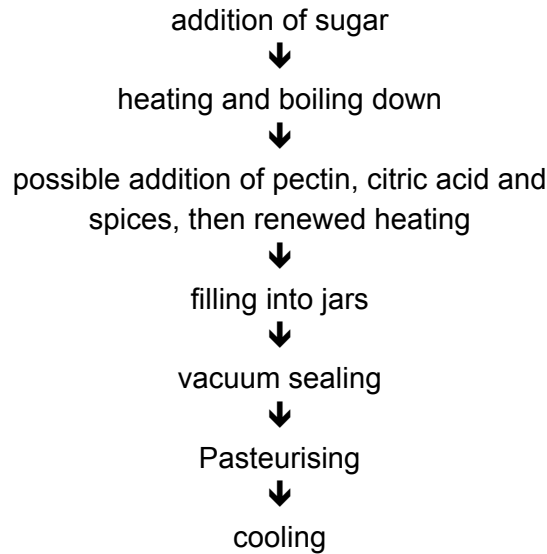 addition of sugar
heating and boiling down
possible addition of pectin, citric acid and
spices, then renewed heating
filling into jars
vacuum sealing
Pasteurising
cooling